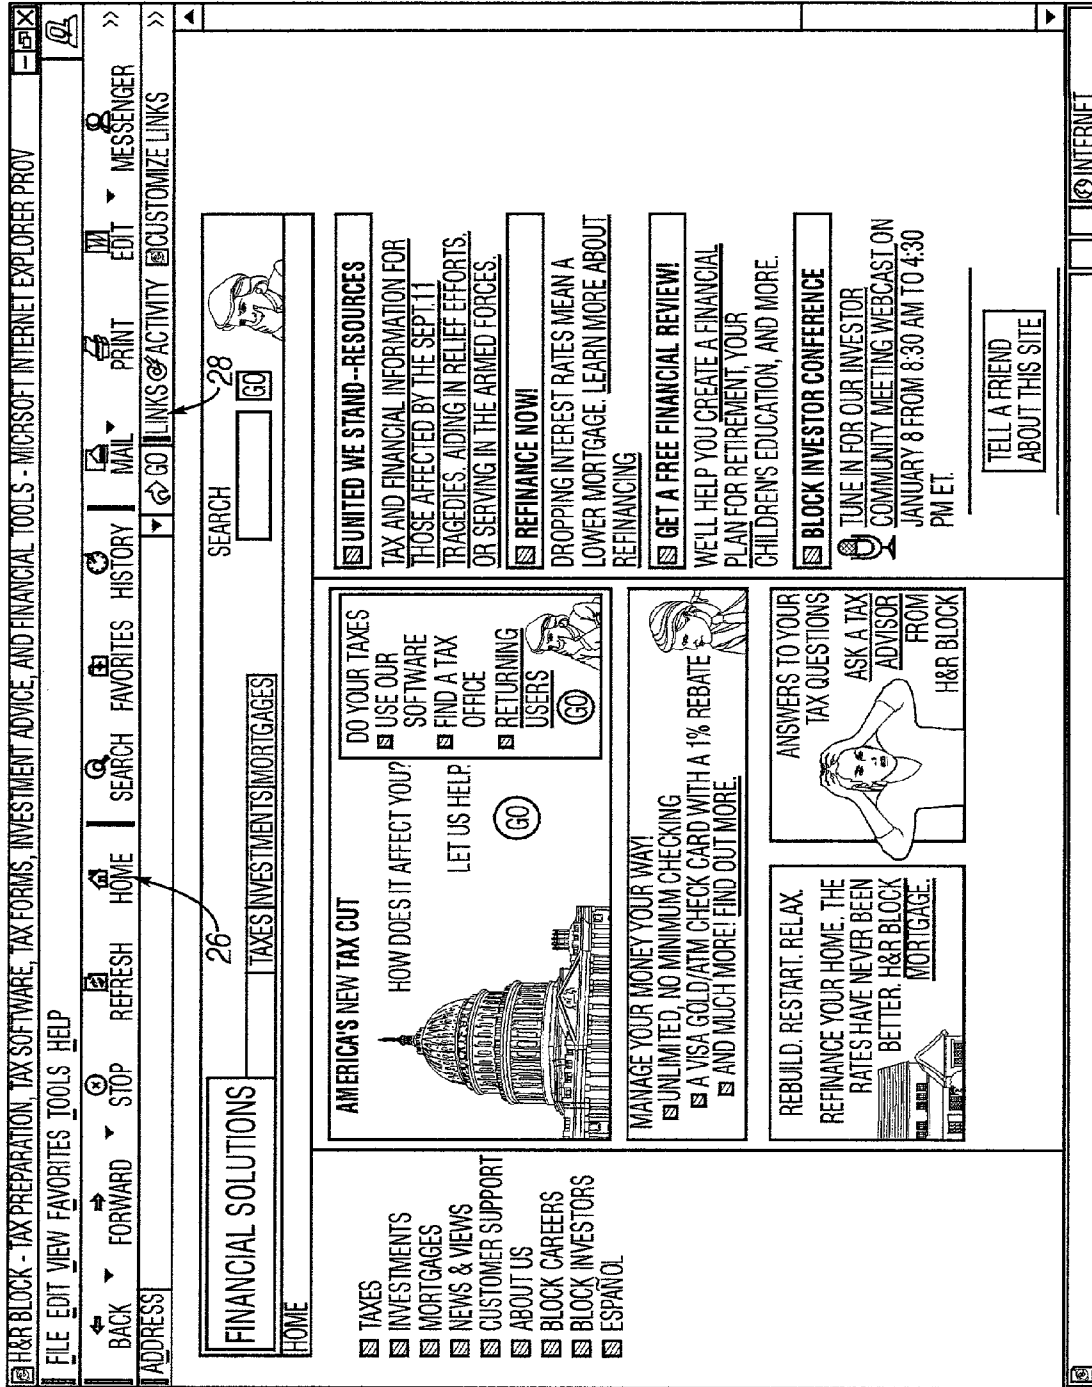 H&R BLOCK - TAX PREPARATION, TAX SOFTWARE, TAX FORMS, INVESTMENT ADVICE, AND FINANCIAL TOOLS - MICRSOFT INTERNET EXPLORER PROV
FILE EDIT VIEW FAVORITES TOOLS HELP
BACK FORWARD STOP REFRESH HOME SEARCH FAVORITES HISTORY MAIL PRINT EDIT MESSENGER
ADDRESS GO LINKS ACTIVITY CUSTOMIZE LINKS
26
28
FINANCIAL SOLUTIONS
TAXES INVESTMENTS MORTGAGES
SEARCH
GO
HOME
TAXES
INVESTMENTS
MORTGAGES
NEWS & VIEWS
CUSTOMER SUPPORT
ABOUT US
BLOCK CAREERS
BLOCK INVESTORS
ESPAÑOL
AMERICA'S NEW TAX CUT
HOW DOES IT AFFECT YOU?
LET US HELP.
GO
DO YOUR TAXES
USE OUR
SOFTWARE
FIND A TAX
OFFICE
RETURNING
USERS
GO
MANAGE YOUR MONEY YOUR WAY!
UNLIMITED, NO MINIMUM CHECKING
A VISA GOLD/ATM CHECK CARD WITH A 1% REBATE
AND MUCH MORE! FIND OUT MORE.
REBUILD. RESTART. RELAX.
REFINANCE YOUR HOME. THE
RATES HAVE NEVER BEEN
BETTER. H&R BLOCK
MORTGAGE.
ANSWERS TO YOUR
TAX QUESTIONS
ASK A TAX
ADVISOR
FROM
H&R BLOCK
UNITED WE STAND--RESOURCES
TAX AND FINANCIAL INFORMATION FOR
THOSE AFFECTED BY THE SEPT.11
TRAGEDIES, AIDING IN RELIEF EFFORTS,
OR SERVING IN THE ARMED FORCES.
REFINANCE NOW!
DROPPING INTEREST RATES MEAN A
LOWER MORTGAGE. LEARN MORE ABOUT
REFINANCING
GET A FREE FINANCIAL REVIEW!
WE'LL HELP YOU CREATE A FINANCIAL
PLAN FOR RETIREMENT, YOUR
CHILDREN'S EDUCATION, AND MORE.
BLOCK INVESTOR CONFERENCE
TUNE IN FOR OUR INVESTOR
COMMUNITY MEETING WEBCAST ON
JANUARY 8 FROM 8:30 AM TO 4:30
PM ET.
TELL A FRIEND
ABOUT THIS SITE
INTERNET